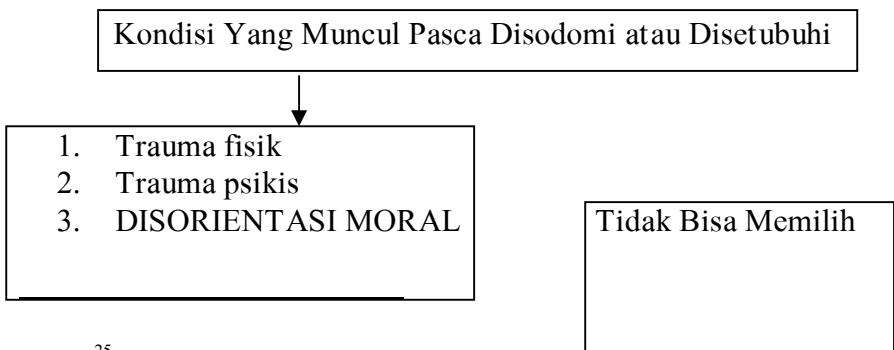 Kondisi Yang Muncul Pasca Disodomi atau Disetubuhi
1. Trauma fisik
2. Trauma psikis
3. DISORIENTASI MORAL
Tidak Bisa Memilih
25